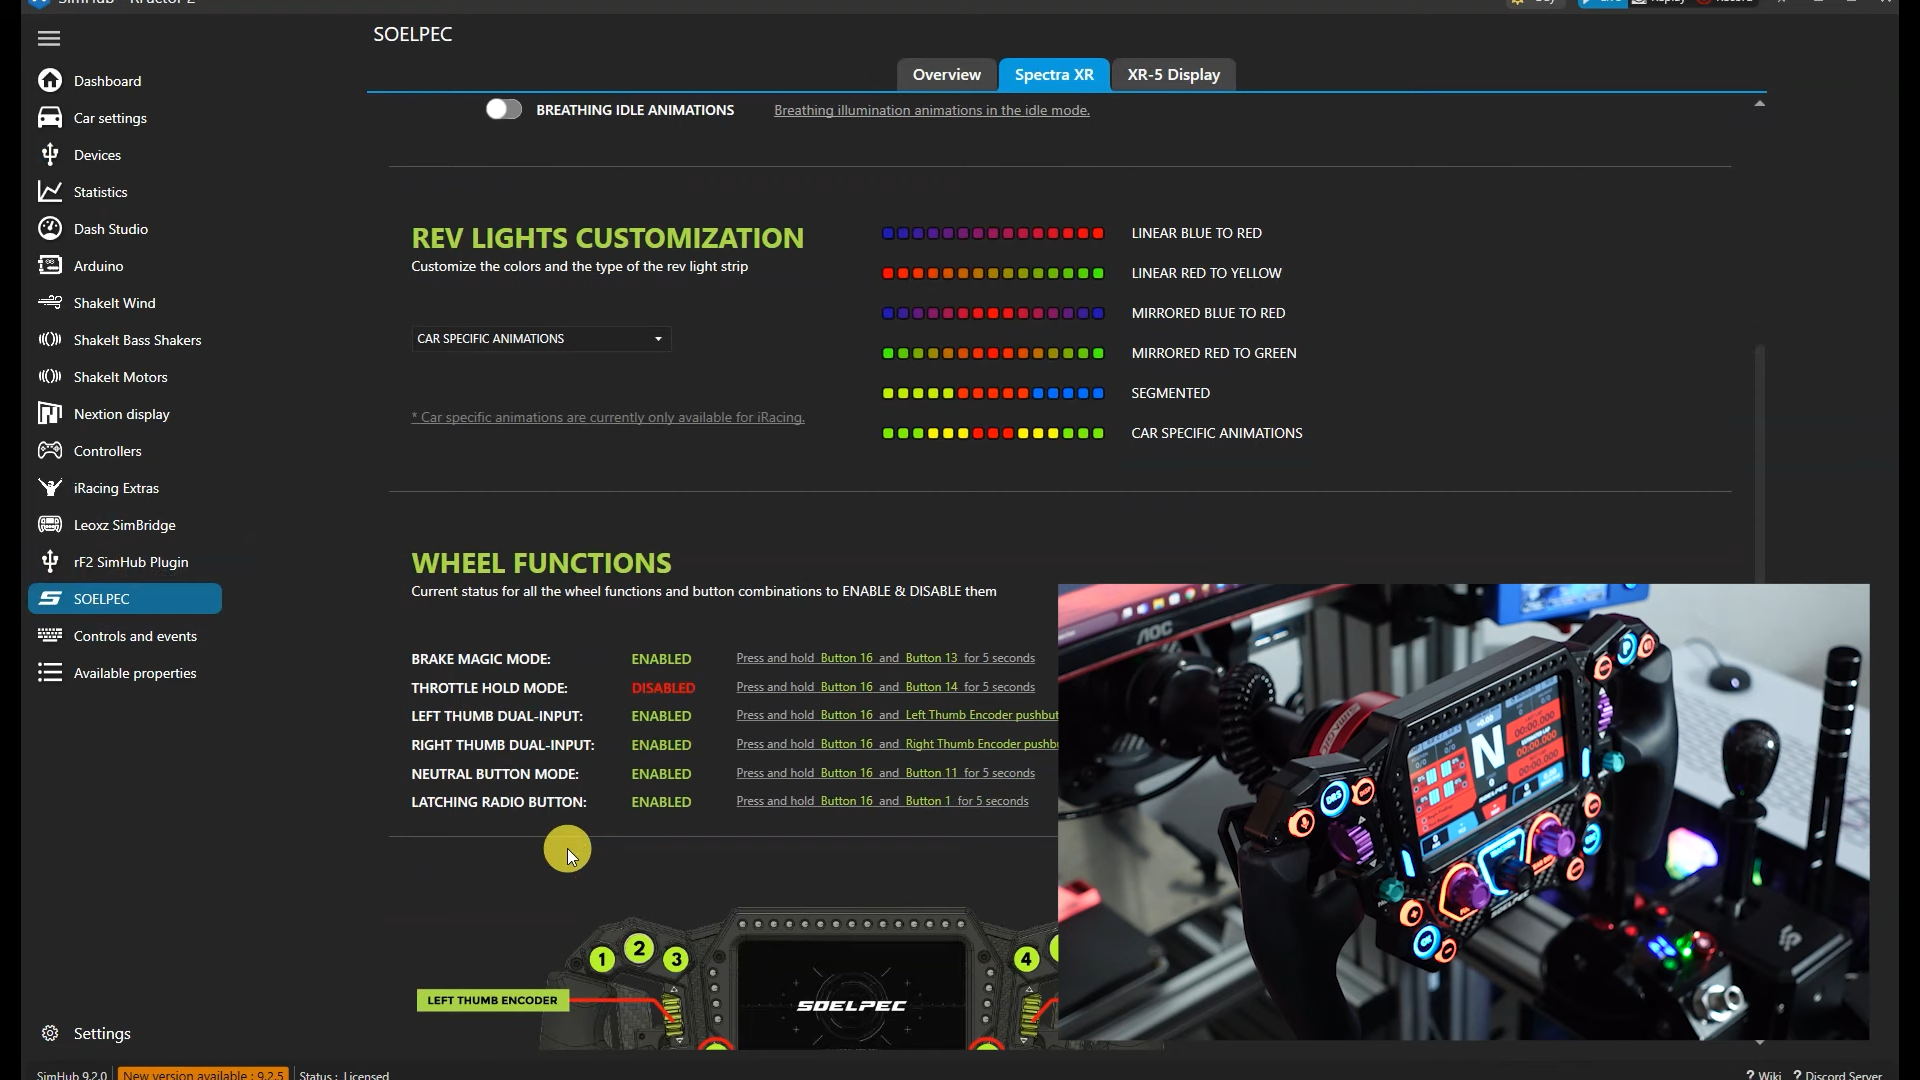 SOELPEC
Overview
Spectra XR
XR-5 Display
Dashboard
Car settings
Devices
Statistics
Dash Studio
Arduino
ShakeIt Wind
ShakeIt Bass Shakers
ShakeIt Motors
Nextion display
Controllers
iRacing Extras
Leoxz SimBridge
rF2 SimHub Plugin
SOELPEC
Controls and events
Available properties
Settings
BREATHING IDLE ANIMATIONS Breathing illumination animations in the idle mode.
REV LIGHTS CUSTOMIZATION
Customize the colors and the type of the rev light strip
CAR SPECIFIC ANIMATIONS
* Car specific animations are currently only available for iRacing.
LINEAR BLUE TO RED
LINEAR RED TO YELLOW
MIRRORED BLUE TO RED
MIRRORED RED TO GREEN
SEGMENTED
CAR SPECIFIC ANIMATIONS
WHEEL FUNCTIONS
Current status for all the wheel functions and button combinations to ENABLE & DISABLE them
BRAKE MAGIC MODE: ENABLED Press and hold Button 16 and Button 13 for 5 seconds
THROTTLE HOLD MODE: DISABLED Press and hold Button 16 and Button 14 for 5 seconds
LEFT THUMB DUAL-INPUT: ENABLED Press and hold Button 16 and Left Thumb Encoder pushbut
RIGHT THUMB DUAL-INPUT: ENABLED Press and hold Button 16 and Right Thumb Encoder pushbu
NEUTRAL BUTTON MODE: ENABLED Press and hold Button 16 and Button 11 for 5 seconds
LATCHING RADIO BUTTON: ENABLED Press and hold Button 16 and Button 1 for 5 seconds
1 2 3 4
LEFT THUMB ENCODER
SOELPEC
AOC
N
DRS
SimHub 9.2.0 New version available : 9.2.5 Status : Licensed
? Wiki ? Discord Server